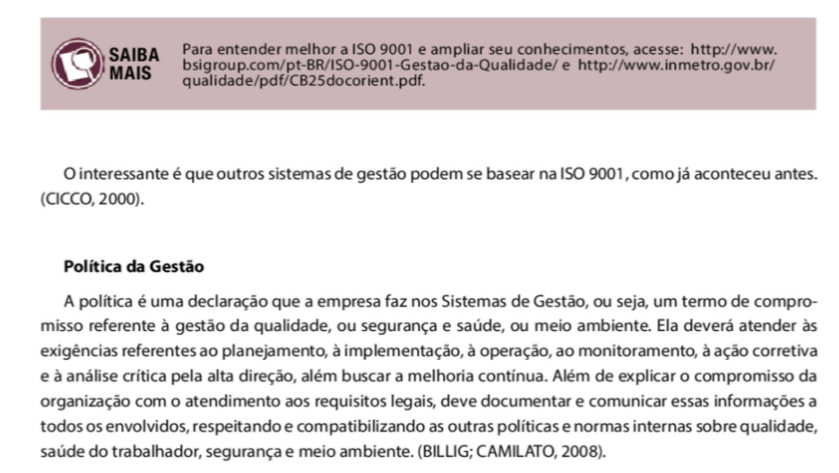 SAIBA
MAIS
Para entender melhor a ISO 9001 e ampliar seu conhecimentos, acesse: http://www.
bsigroup.com/pt-BR/ISO-9001-Gestao-da-Qualidade/ e http://www.inmetro.gov.br/
qualidade/pdf/CB25docorient.pdf.
O interessante é que outros sistemas de gestão podem se basear na ISO 9001, como já aconteceu antes.
(CICCO, 2000).
Política da Gestão
A política é uma declaração que a empresa faz nos Sistemas de Gestão, ou seja, um termo de compro-
misso referente à gestão da qualidade, ou segurança e saúde, ou meio ambiente. Ela deverá atender às
exigências referentes ao planejamento, à implementação, à operação, ao monitoramento, à ação corretiva
e à análise crítica pela alta direção, além buscar a melhoria contínua. Além de explicar o compromisso da
organização com o atendimento aos requisitos legais, deve documentar e comunicar essas informações a
todos os envolvidos, respeitando e compatibilizando as outras políticas e normas internas sobre qualidade,
saúde do trabalhador, segurança e meio ambiente. (BILLIG; CAMILATO, 2008).